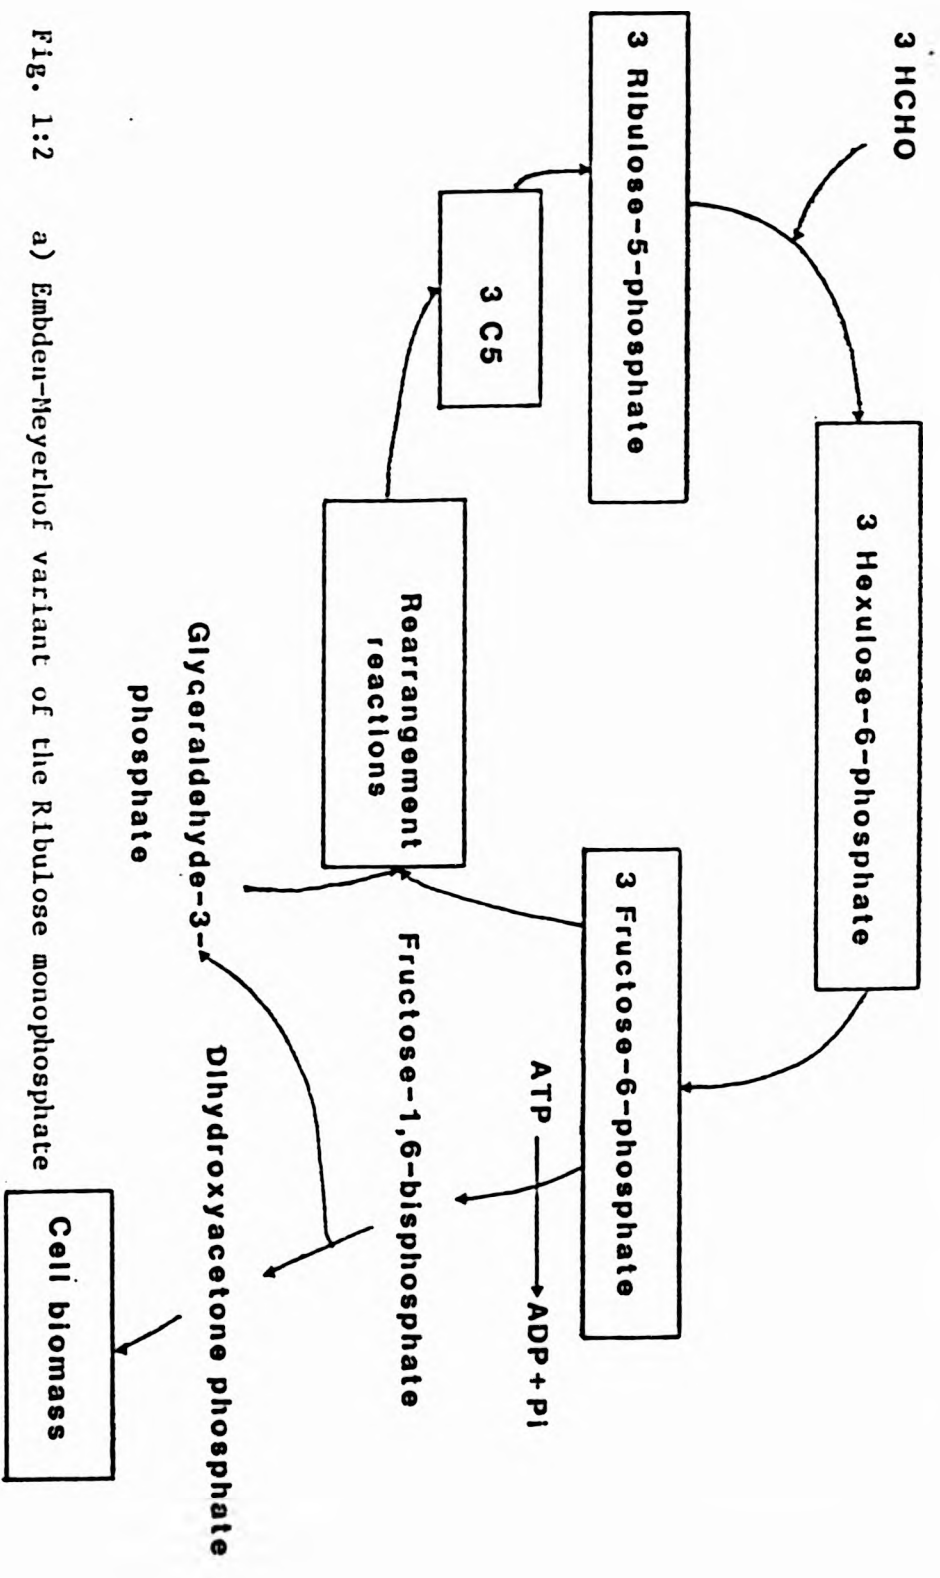 3 HCHO
3 Hexulose-6-phosphate
3 Ribulose-5-phosphate
3 Fructose-6-phosphate
ATP
ADP+Pi
3 C5
Rearrangement
reactions
Fructose-1,6-bisphosphate
Glyceraldehyde-3-
phosphate
Dihydroxyacetone phosphate
Cell biomass
Fig. 1:2 a) Embden-Meyerhof variant of the Ribulose monophosphate